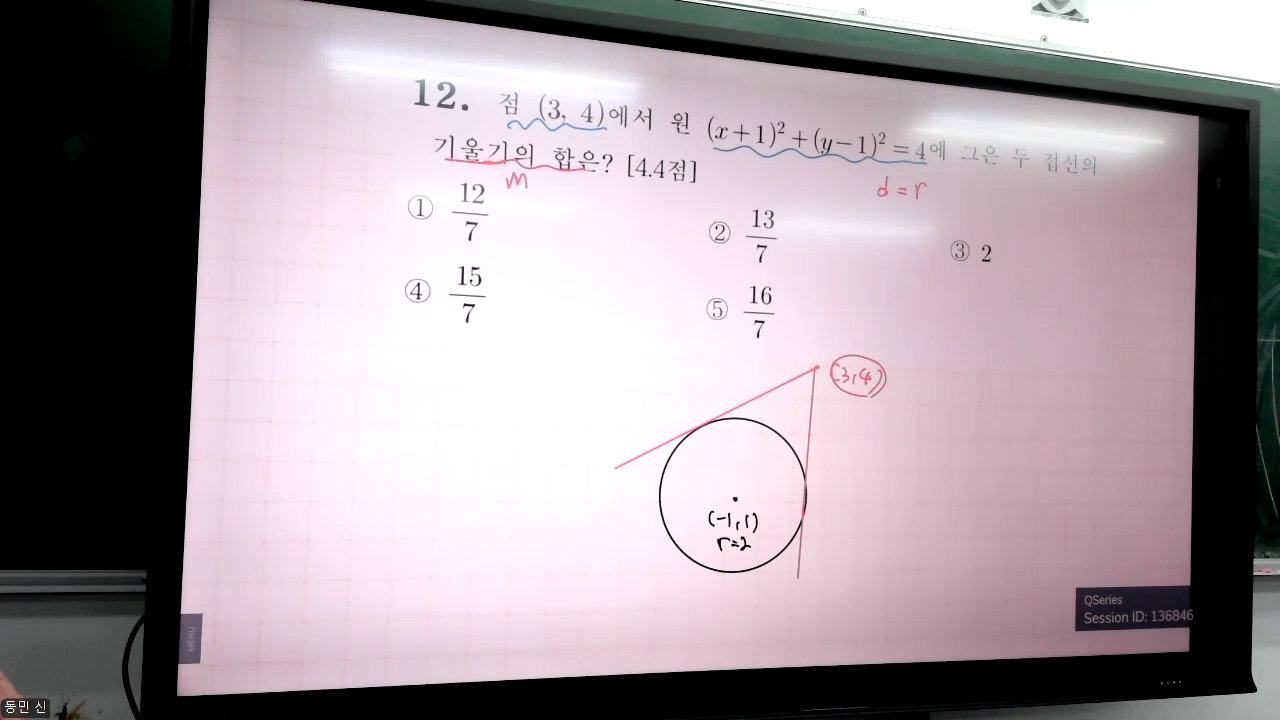 12. 점 (3, 4)에서 원 (x+1)² + (y−1)² = 4에 그은 두 접선의
기울기의 합은? [4.4점]
m
d = r
① 12/7
② 13/7
③ 2
④ 15/7
⑤ 16/7
(3,4)
(-1,1)
r=2
QSeries
Session ID: 136846
MENU
동민 신